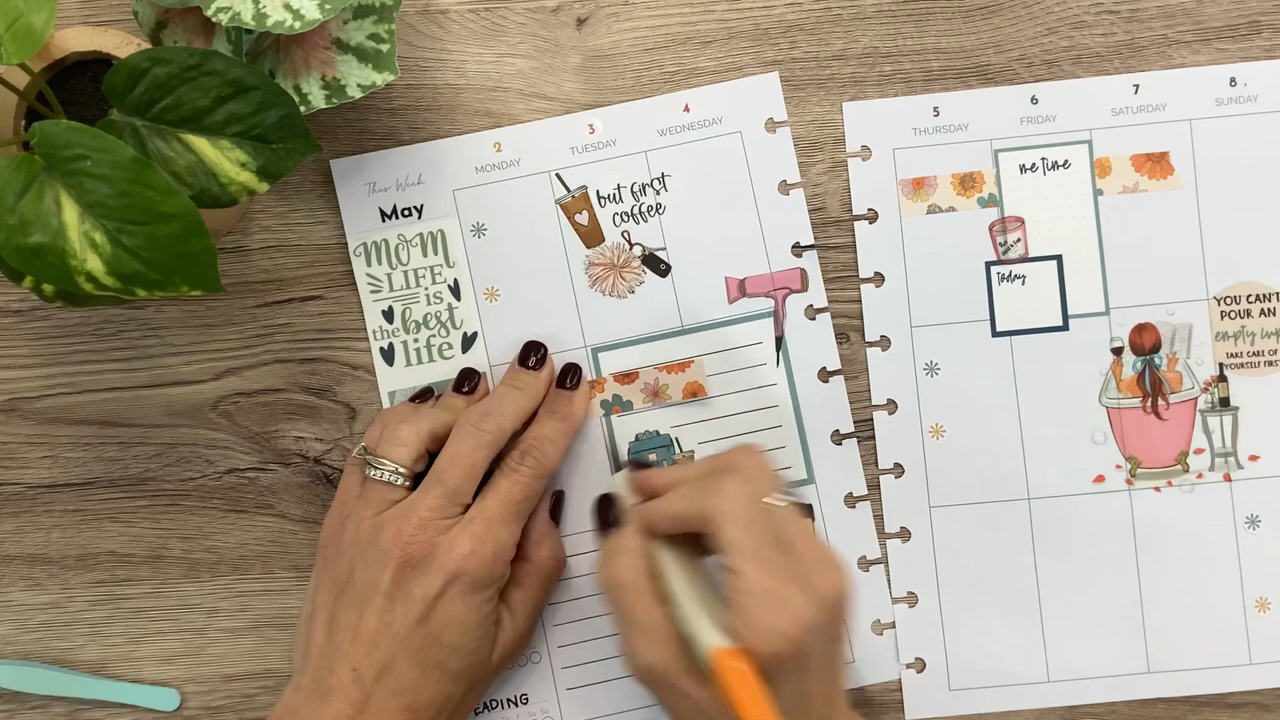 This Week
May
2
MONDAY
3
TUESDAY
4
WEDNESDAY
MOM
LIFE
is
the best
life
but first
coffee
EADING
5
THURSDAY
6
FRIDAY
7
SATURDAY
8
SUNDAY
me time
Today
YOU CAN'T
POUR AN
empty cup
TAKE CARE OF
YOURSELF FIRST